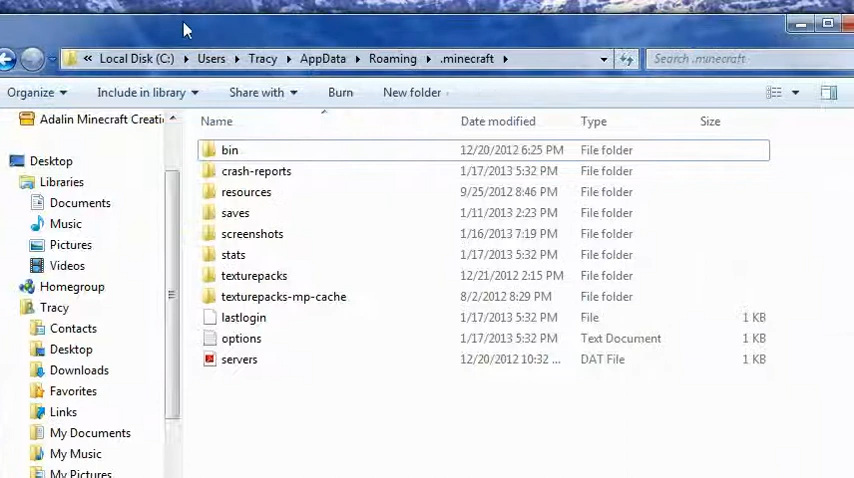 Local Disk (C:) Users Tracy AppData Roaming .minecraft Search .minecraft
Organize Include in library Share with Burn New folder
Adalin Minecraft Creati
Desktop
Libraries
Documents
Music
Pictures
Videos
Homegroup
Tracy
Contacts
Desktop
Downloads
Favorites
Links
My Documents
My Music
My Pictures
Name Date modified Type Size
bin 12/20/2012 6:25 PM File folder
crash-reports 1/17/2013 5:32 PM File folder
resources 9/25/2012 8:46 PM File folder
saves 1/11/2013 2:23 PM File folder
screenshots 1/16/2013 7:19 PM File folder
stats 1/17/2013 5:32 PM File folder
texturepacks 12/21/2012 2:15 PM File folder
texturepacks-mp-cache 8/2/2012 8:29 PM File folder
lastlogin 1/17/2013 5:32 PM File 1 KB
options 1/17/2013 5:32 PM Text Document 1 KB
servers 12/20/2012 10:32 ... DAT File 1 KB